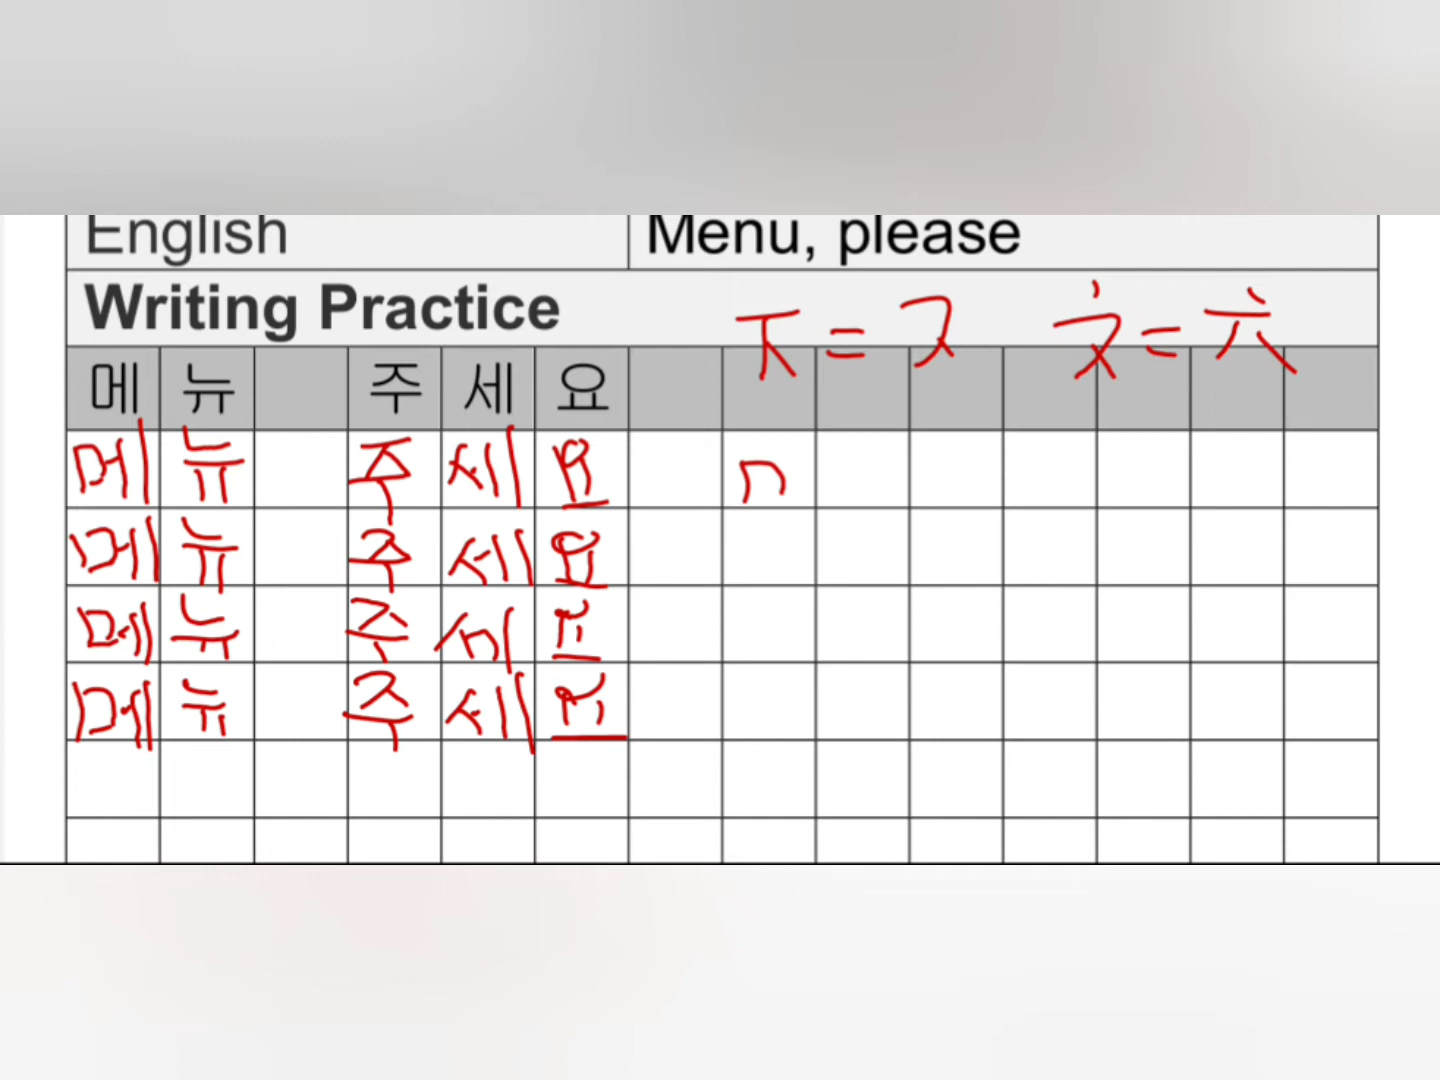 English Menu, please
Writing Practice ㅈ = ㅈ ㅊ = ㅊ
메 뉴 주 세 요
메 뉴 주 세 요
메 뉴 주 세 요
메 뉴 주 세 요
메 뉴 주 세 요